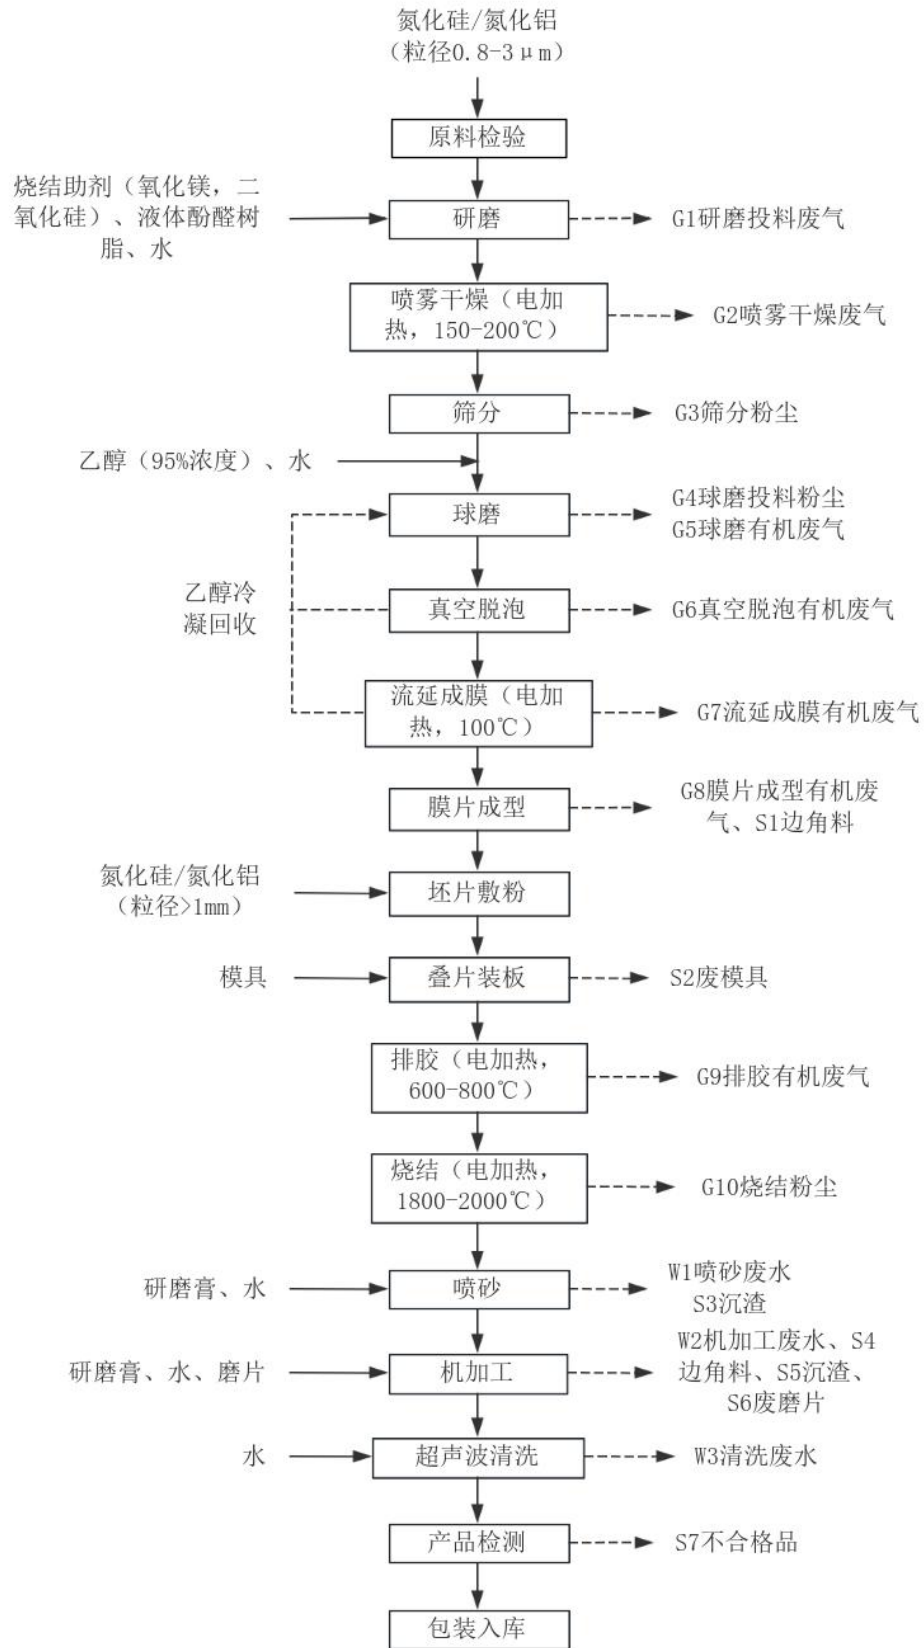 氮化硅/氮化铝
（粒径0.8-3μm）
原料检验
烧结助剂（氧化镁，二
氧化硅）、液体酚醛树
脂、水
研磨
G1研磨投料废气
喷雾干燥（电加
热，150-200℃）
G2喷雾干燥废气
筛分
G3筛分粉尘
乙醇（95%浓度）、水
球磨
G4球磨投料粉尘
G5球磨有机废气
乙醇冷
凝回收
真空脱泡
G6真空脱泡有机废气
流延成膜（电加
热，100℃）
G7流延成膜有机废气
膜片成型
G8膜片成型有机废
气、S1边角料
氮化硅/氮化铝
（粒径>1mm）
坯片敷粉
模具
叠片装板
S2废模具
排胶（电加热，
600-800℃）
G9排胶有机废气
烧结（电加热，
1800-2000℃）
G10烧结粉尘
研磨膏、水
喷砂
W1喷砂废水
S3沉渣
研磨膏、水、磨片
机加工
W2机加工废水、S4
边角料、S5沉渣、
S6废磨片
水
超声波清洗
W3清洗废水
产品检测
S7不合格品
包装入库